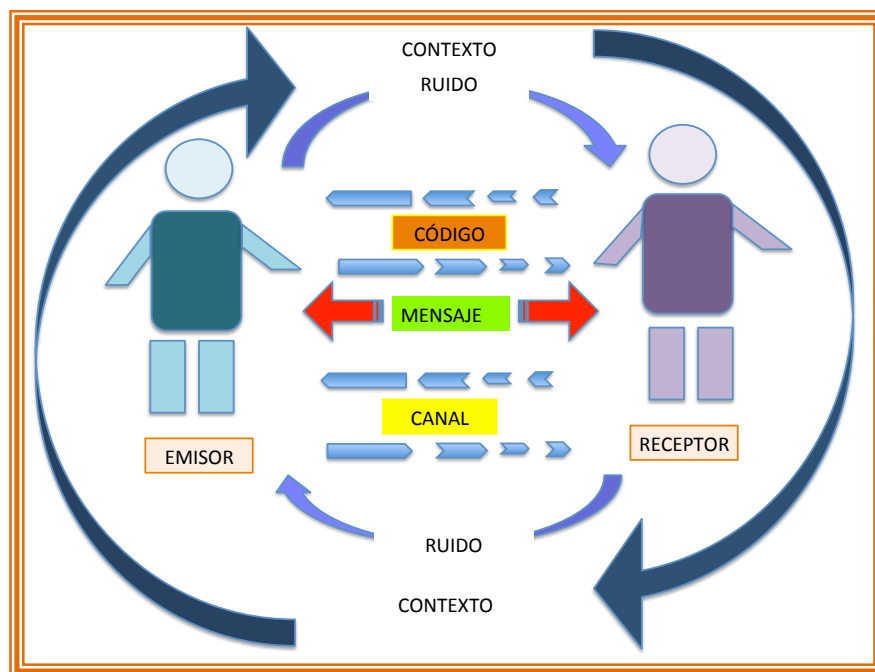 CONTEXTO
RUIDO
CÓDIGO
MENSAJE
CANAL
EMISOR
RECEPTOR
RUIDO
CONTEXTO